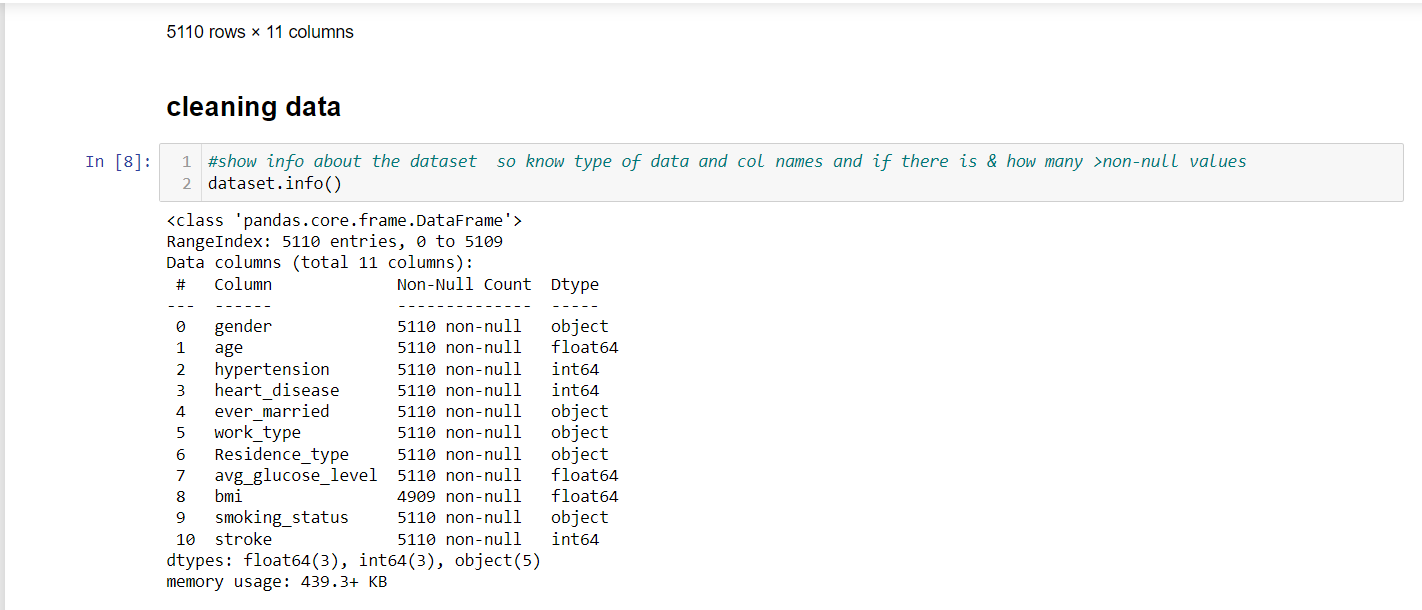 5110 rows × 11 columns
cleaning data
In [8]:
1 #show info about the dataset  so know type of data and col names and if there is & how many >non-null values
2 dataset.info()
<class 'pandas.core.frame.DataFrame'>
RangeIndex: 5110 entries, 0 to 5109
Data columns (total 11 columns):
 #   Column             Non-Null Count  Dtype
---  ------             --------------  -----
 0   gender             5110 non-null   object
 1   age                5110 non-null   float64
 2   hypertension       5110 non-null   int64
 3   heart_disease      5110 non-null   int64
 4   ever_married       5110 non-null   object
 5   work_type          5110 non-null   object
 6   Residence_type     5110 non-null   object
 7   avg_glucose_level  5110 non-null   float64
 8   bmi                4909 non-null   float64
 9   smoking_status     5110 non-null   object
 10  stroke             5110 non-null   int64
dtypes: float64(3), int64(3), object(5)
memory usage: 439.3+ KB